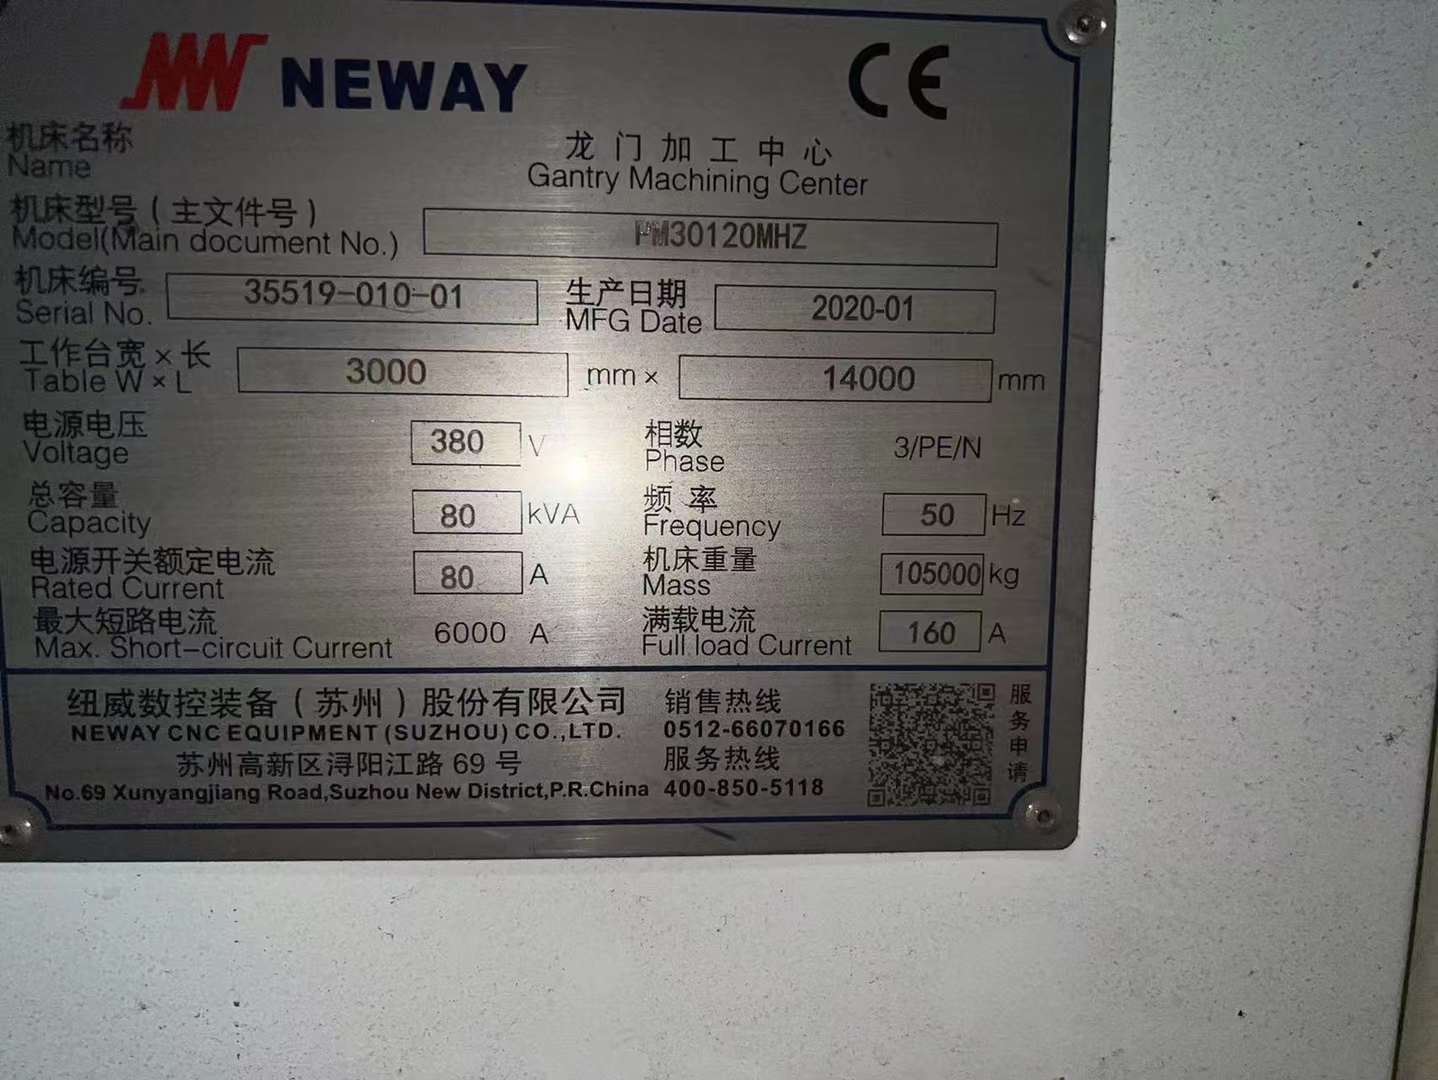 NEWAY
CE
机床名称
Name
龙门加工中心
Gantry Machining Center
机床型号(主文件号)
Model(Main document No.)
PM30120MHZ
机床编号
Serial No.
35519-010-01
生产日期
MFG Date
2020-01
工作台宽×长
Table W×L
3000
mm×
14000
mm
电源电压
Voltage
380
V
相数
Phase
3/PE/N
总容量
Capacity
80
kVA
频率
Frequency
50
Hz
电源开关额定电流
Rated Current
80
A
机床重量
Mass
105000
kg
最大短路电流
Max. Short-circuit Current
6000 A
满载电流
Full load Current
160
A
纽威数控装备(苏州)股份有限公司
NEWAY CNC EQUIPMENT (SUZHOU) CO.,LTD.
苏州高新区浔阳江路 69 号
No.69 Xunyangjiang Road,Suzhou New District,P.R.China
销售热线
0512-66070166
服务热线
400-850-5118
服务申请